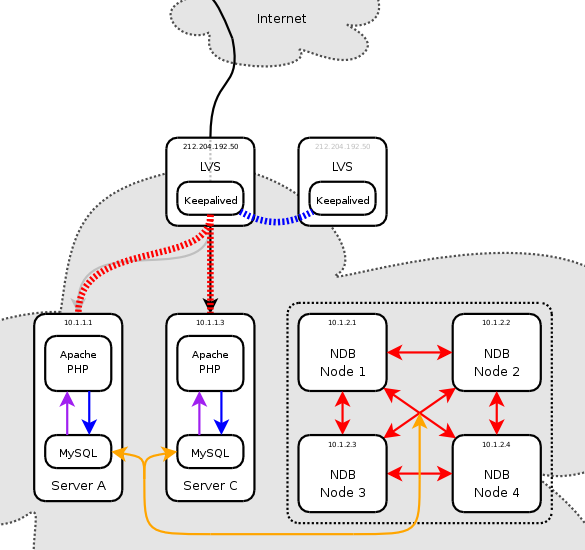 Internet
212.204.192.50
LVS
Keepalived
212.204.192.50
LVS
Keepalived
10.1.1.1
Apache
PHP
MySQL
Server A
10.1.1.3
Apache
PHP
MySQL
Server C
10.1.2.1
NDB
Node 1
10.1.2.2
NDB
Node 2
10.1.2.3
NDB
Node 3
10.1.2.4
NDB
Node 4